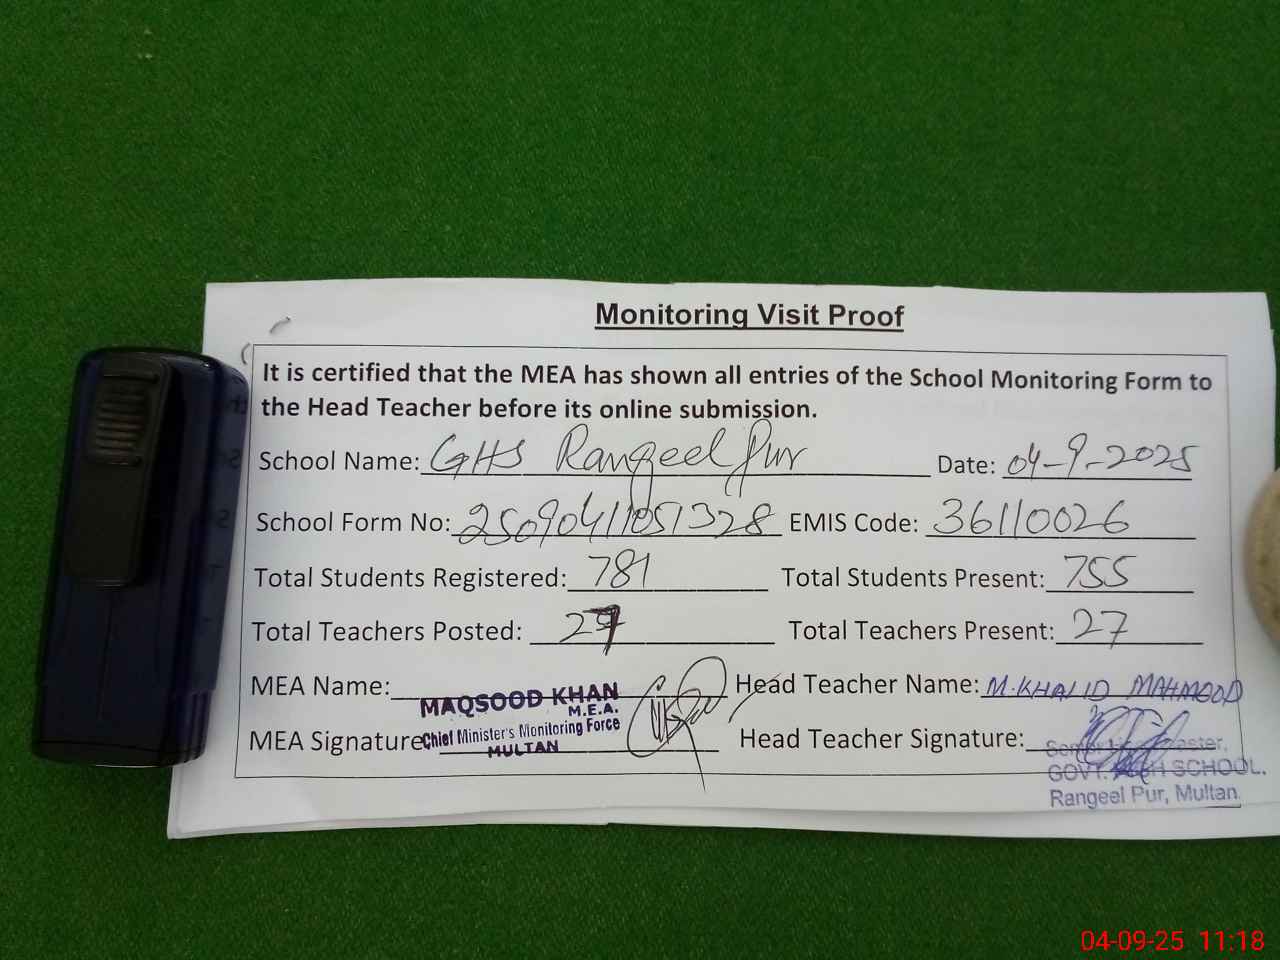 Monitoring Visit Proof
It is certified that the MEA has shown all entries of the School Monitoring Form to
the Head Teacher before its online submission.
School Name: GHS Rangeel Pur Date: 04-9-2025
School Form No: 25090411051328 EMIS Code: 36110026
Total Students Registered: 781 Total Students Present: 755
Total Teachers Posted: 27 Total Teachers Present: 27
MEA Name: Head Teacher Name: M. KHALID MAHMOOD
MAQSOOD KHAN
M.E.A.
Chief Minister's Monitoring Force
MULTAN
MEA Signature Head Teacher Signature:
GOVT. HIGH SCHOOL.
Rangeel Pur, Multan.
04-09-25 11:18